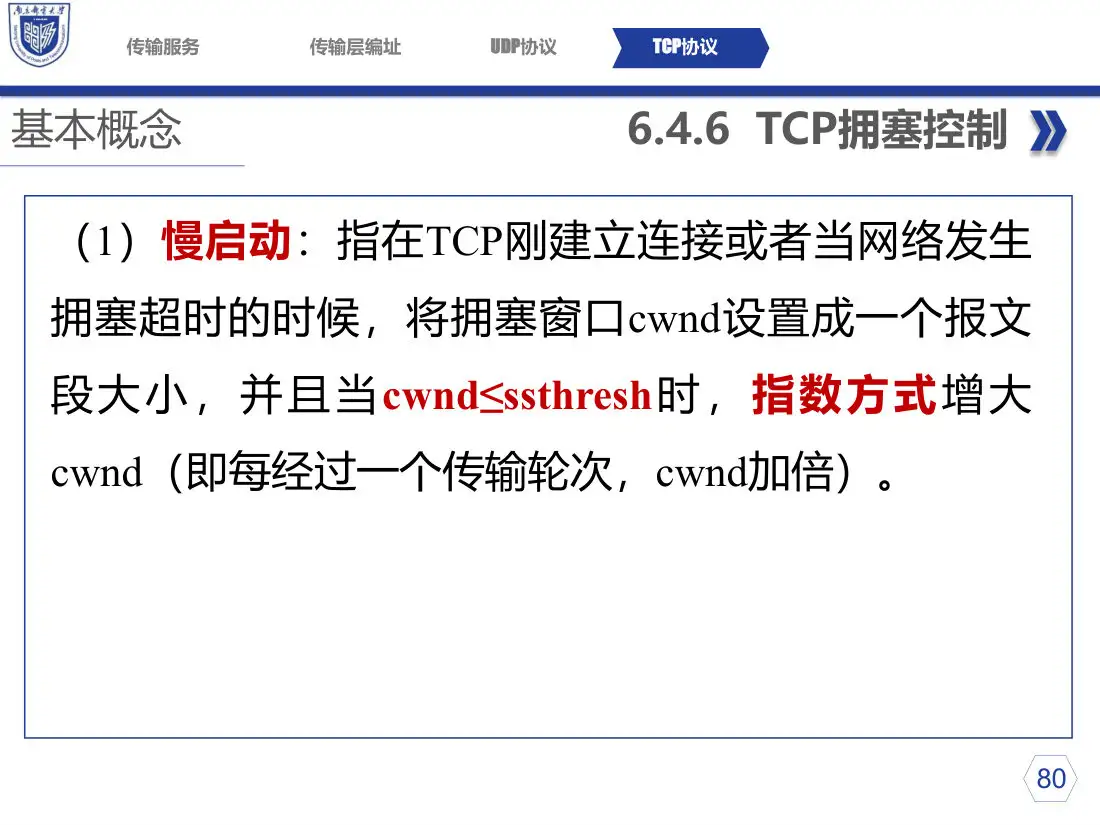 南京邮电大学
传输服务
传输层编址
UDP协议
TCP协议
基本概念
6.4.6 TCP拥塞控制
（1）慢启动：指在TCP刚建立连接或者当网络发生
拥塞超时的时候，将拥塞窗口cwnd设置成一个报文
段大小，并且当cwnd≤ssthresh时，指数方式增大
cwnd（即每经过一个传输轮次，cwnd加倍）。
80